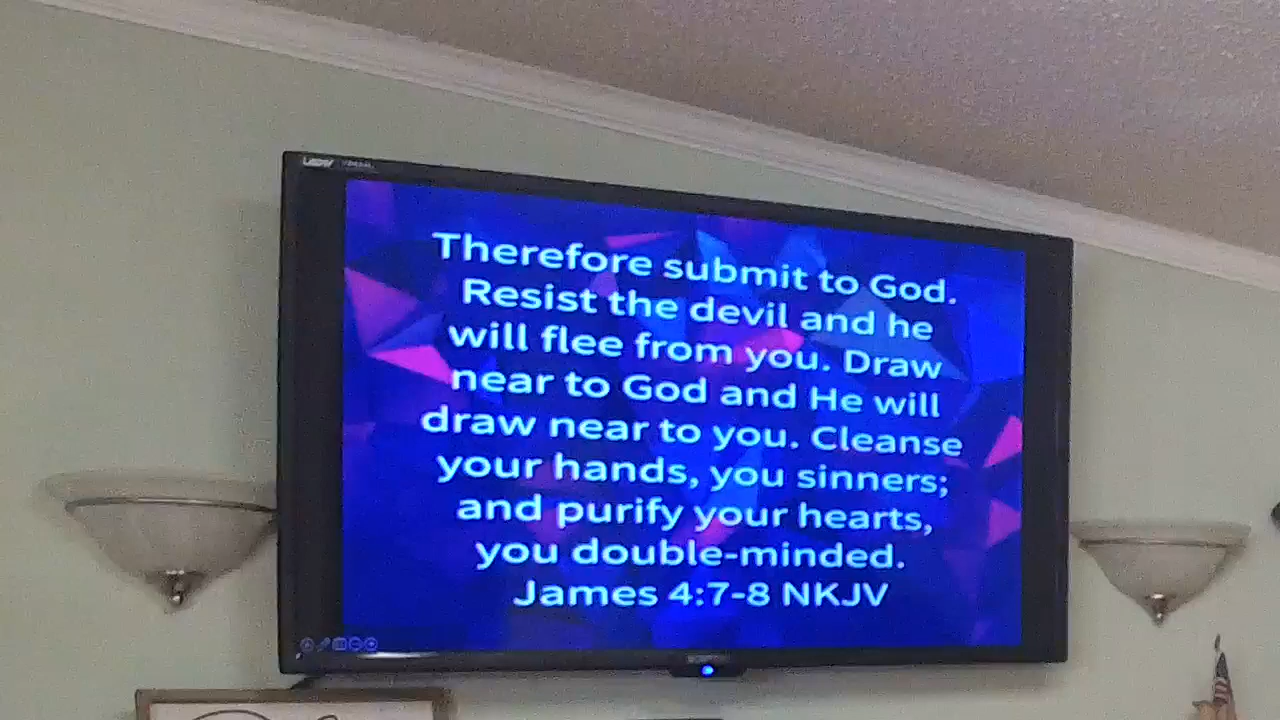 Therefore submit to God.
Resist the devil and he
will flee from you. Draw
near to God and He will
draw near to you. Cleanse
your hands, you sinners;
and purify your hearts,
you double-minded.
James 4:7-8 NKJV